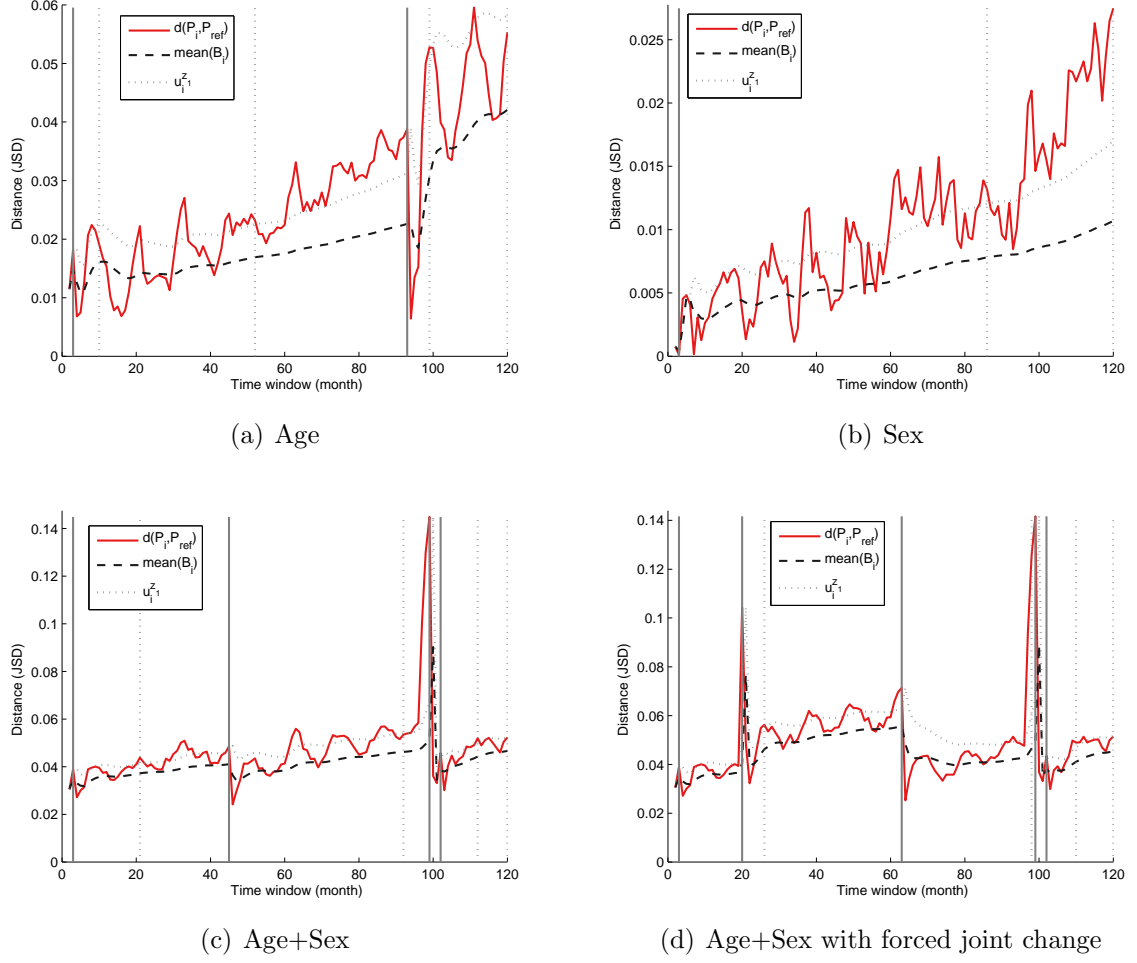 0.06
0.05
0.04
0.03
0.02
0.01
0
0 20 40 60 80 100 120
Distance (JSD)
Time window (month)
d(P_i,P_ref)
mean(B_i)
u_i^{z_1}
(a) Age
0.025
0.02
0.015
0.01
0.005
0
0 20 40 60 80 100 120
Distance (JSD)
Time window (month)
d(P_i,P_ref)
mean(B_i)
u_i^{z_1}
(b) Sex
0.14
0.12
0.1
0.08
0.06
0.04
0.02
0
0 20 40 60 80 100 120
Distance (JSD)
Time window (month)
d(P_i,P_ref)
mean(B_i)
u_i^{z_1}
(c) Age+Sex
0.14
0.12
0.1
0.08
0.06
0.04
0.02
0
0 20 40 60 80 100 120
Distance (JSD)
Time window (month)
d(P_i,P_ref)
mean(B_i)
u_i^{z_1}
(d) Age+Sex with forced joint change